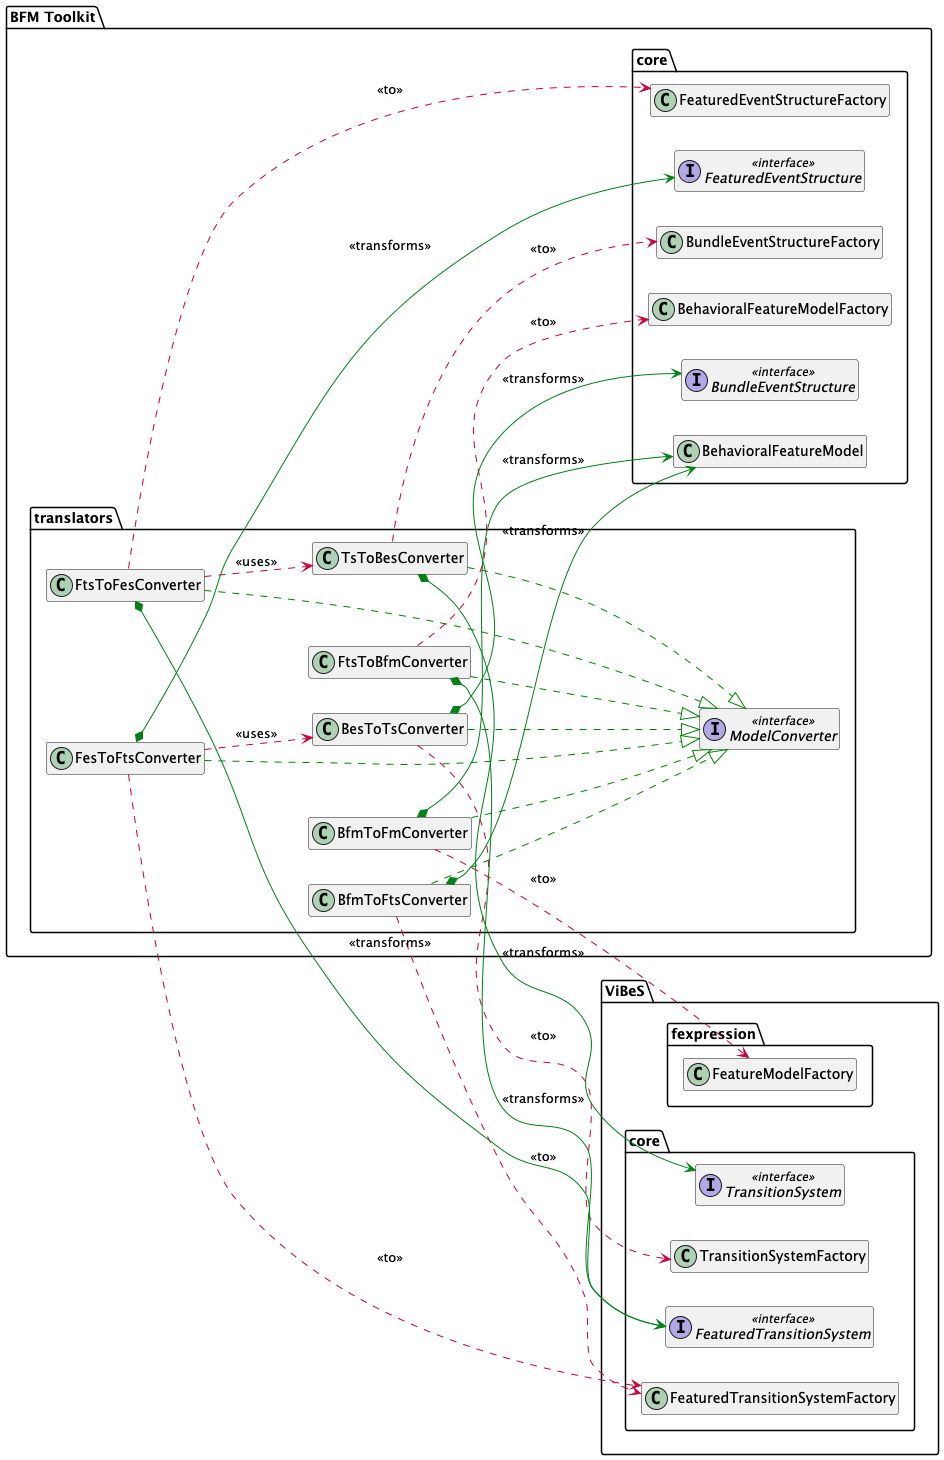 BFM Toolkit
core
«to»
C FeaturedEventStructureFactory
«interface»
I FeaturedEventStructure
«transforms»
«to»
C BundleEventStructureFactory
C BehavioralFeatureModelFactory
«to»
«interface»
I BundleEventStructure
«transforms»
C BehavioralFeatureModel
«transforms»
translators
«transforms»
C TsToBesConverter
«uses»
C FtsToFesConverter
C FtsToBfmConverter
C BesToTsConverter
«interface»
I ModelConverter
«uses»
C FesToFtsConverter
C BfmToFmConverter
«to»
C BfmToFtsConverter
«transforms»
«transforms»
ViBeS
fexpression
«to»
C FeatureModelFactory
«transforms»
core
«to»
«interface»
I TransitionSystem
«to»
C TransitionSystemFactory
«interface»
I FeaturedTransitionSystem
C FeaturedTransitionSystemFactory